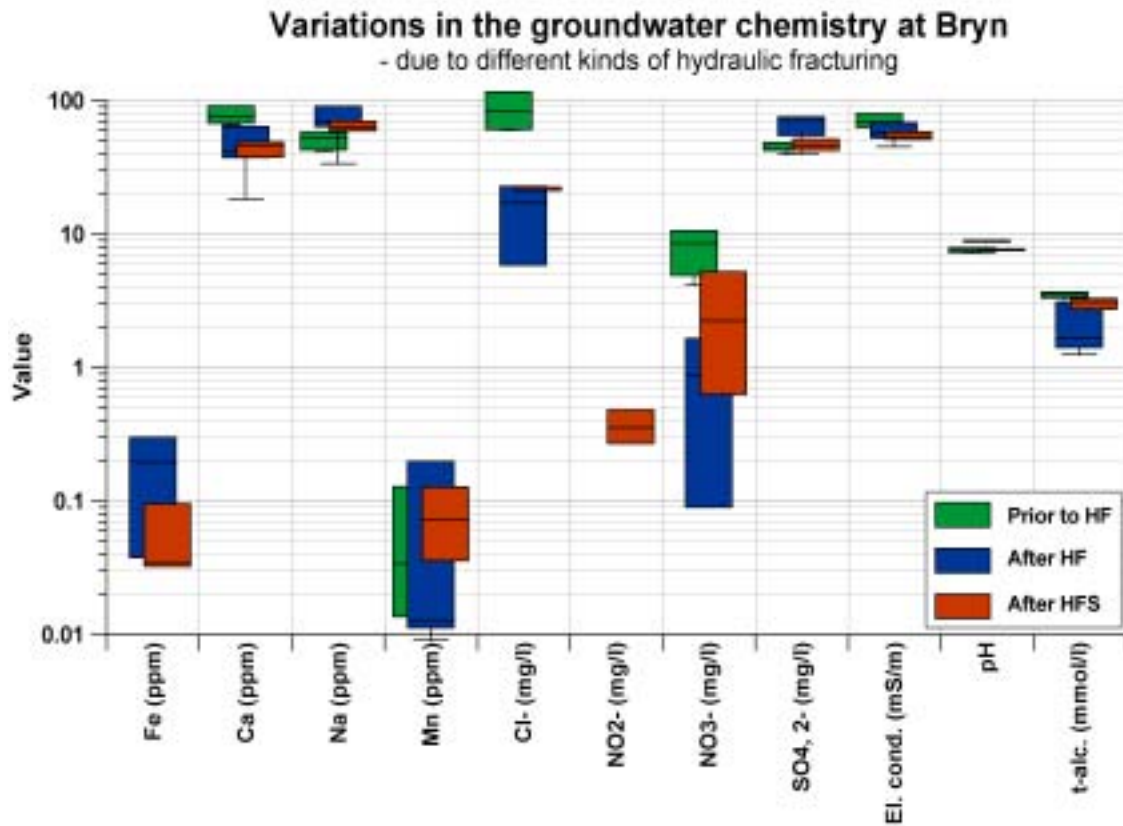 Variations in the groundwater chemistry at Bryn
- due to different kinds of hydraulic fracturing
100
10
1
0.1
0.01
Value
Prior to HF
After HF
After HFS
Fe (ppm)
Ca (ppm)
Na (ppm)
Mn (ppm)
Cl- (mg/l)
NO2- (mg/l)
NO3- (mg/l)
SO4, 2- (mg/l)
El. cond. (mS/m)
pH
t-alc. (mmol/l)